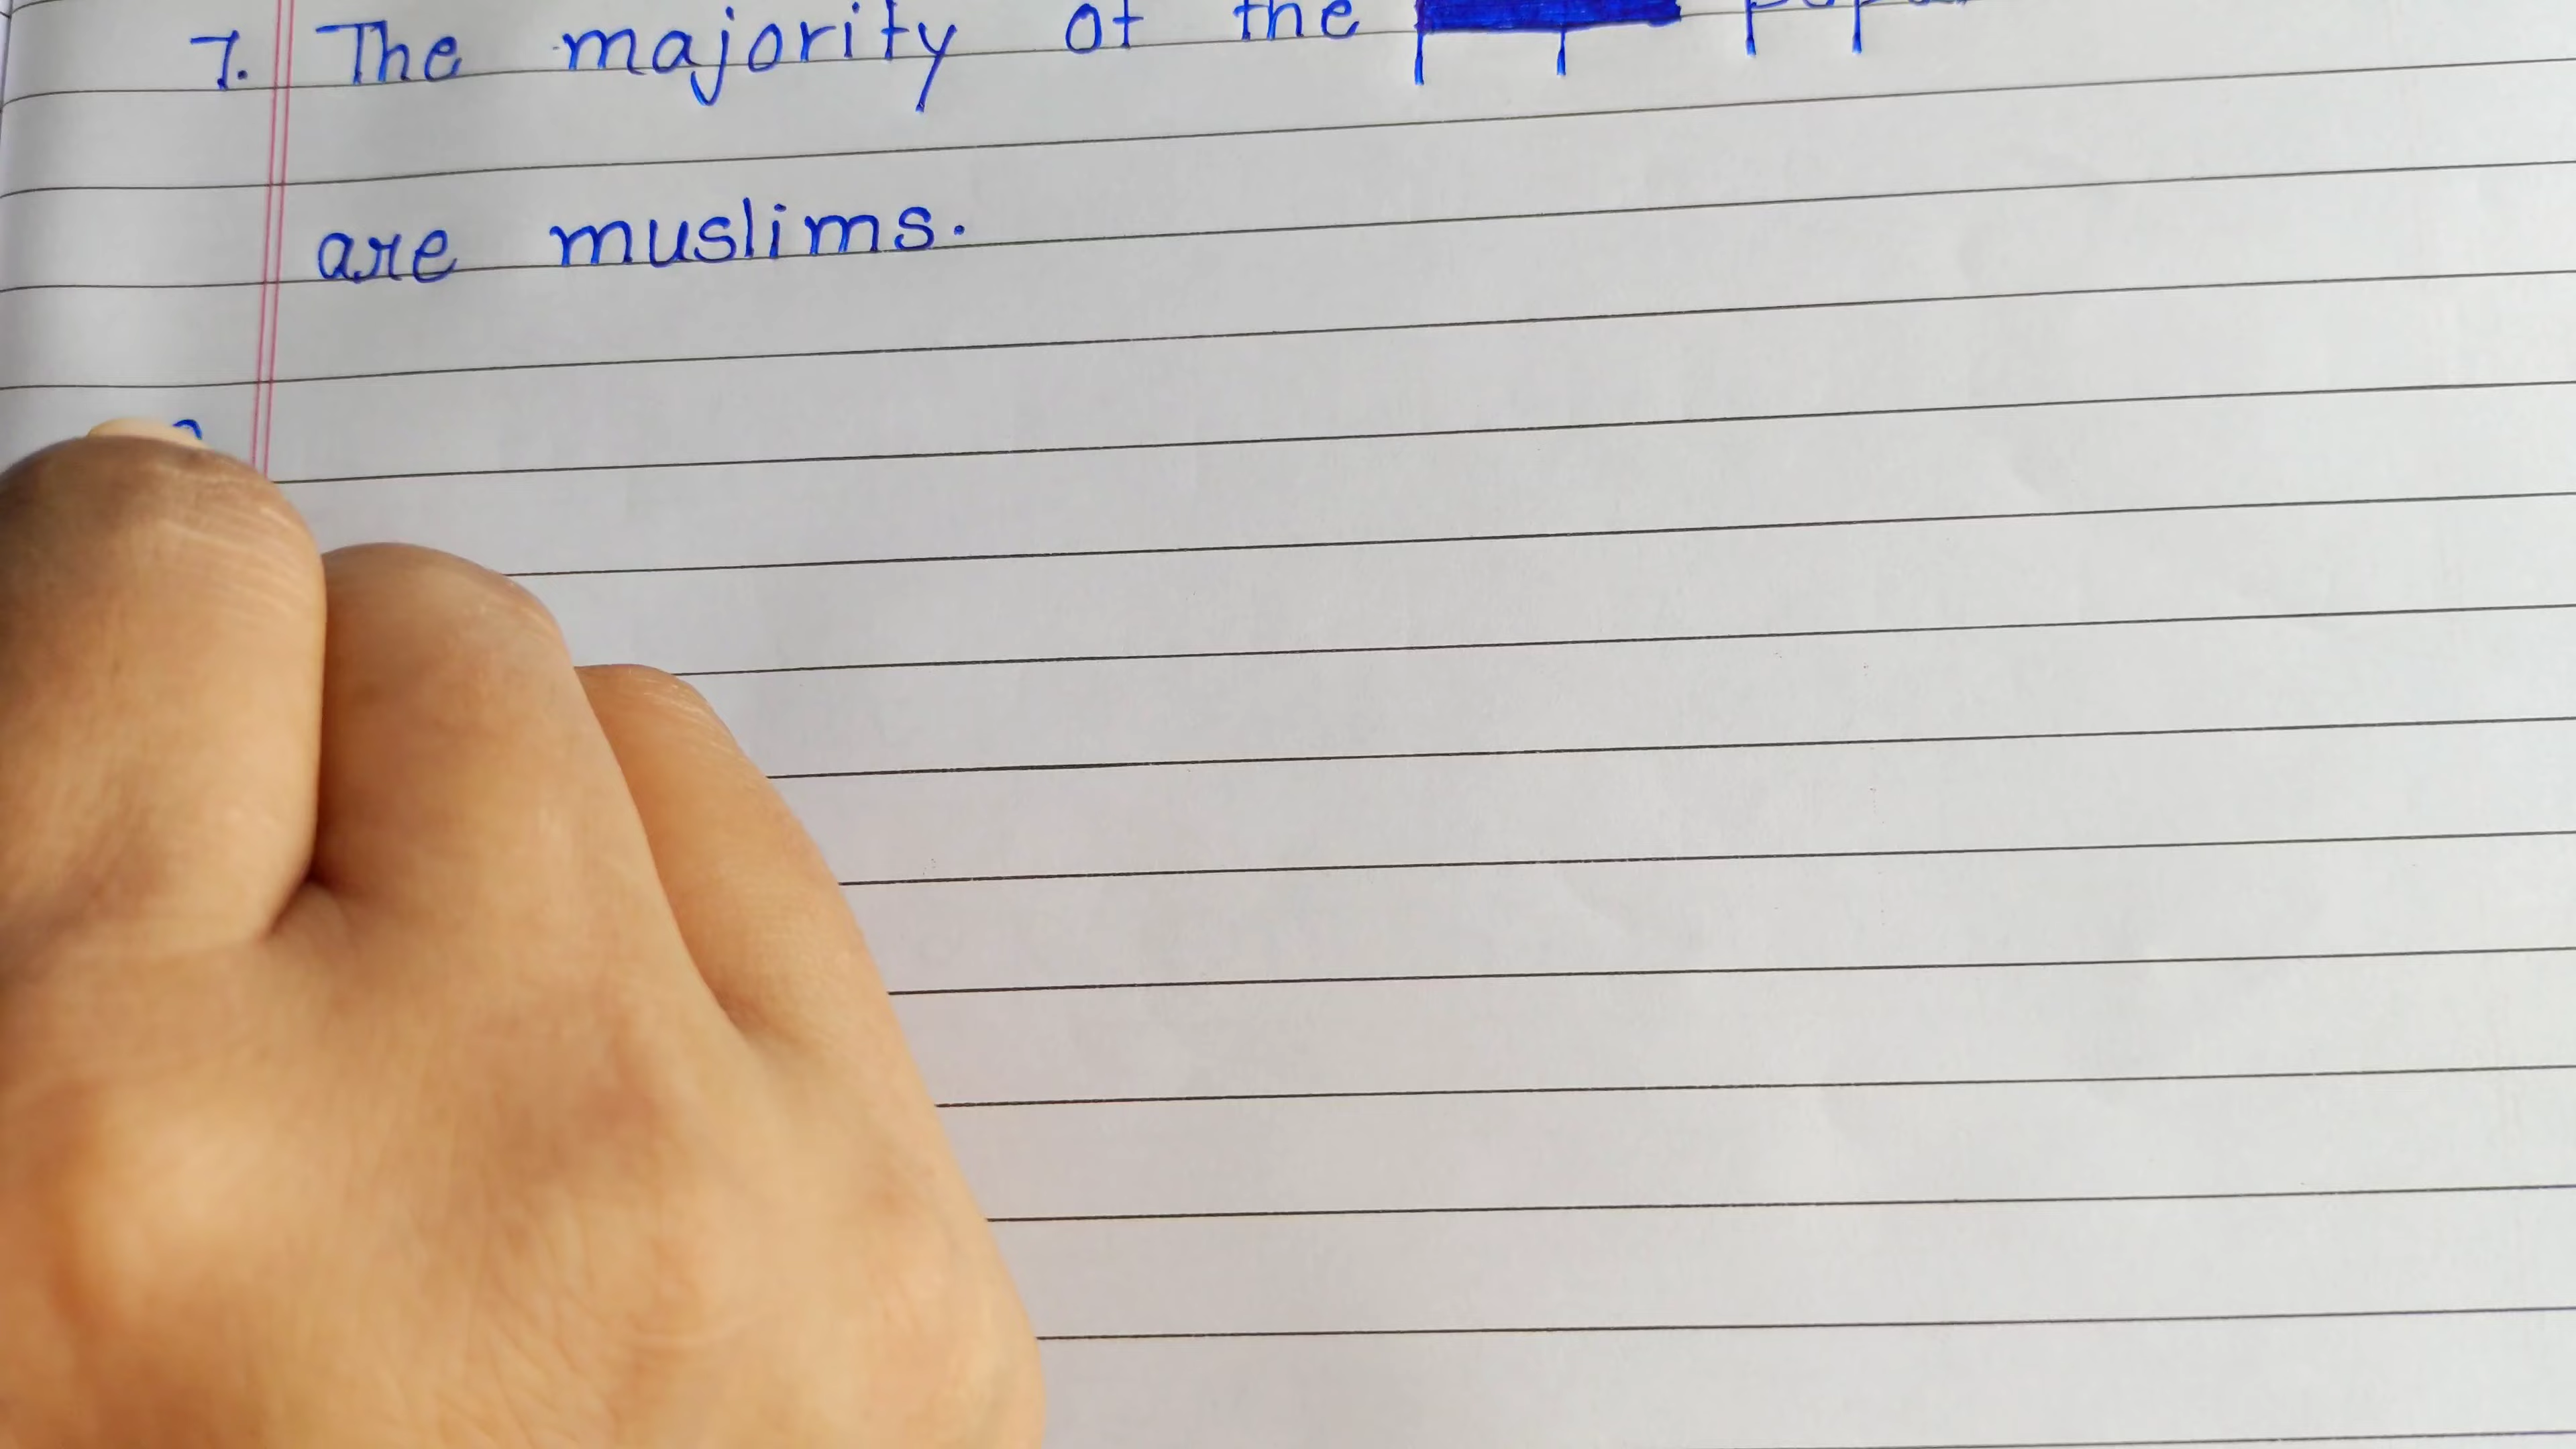 7. The majority of the
are muslims.